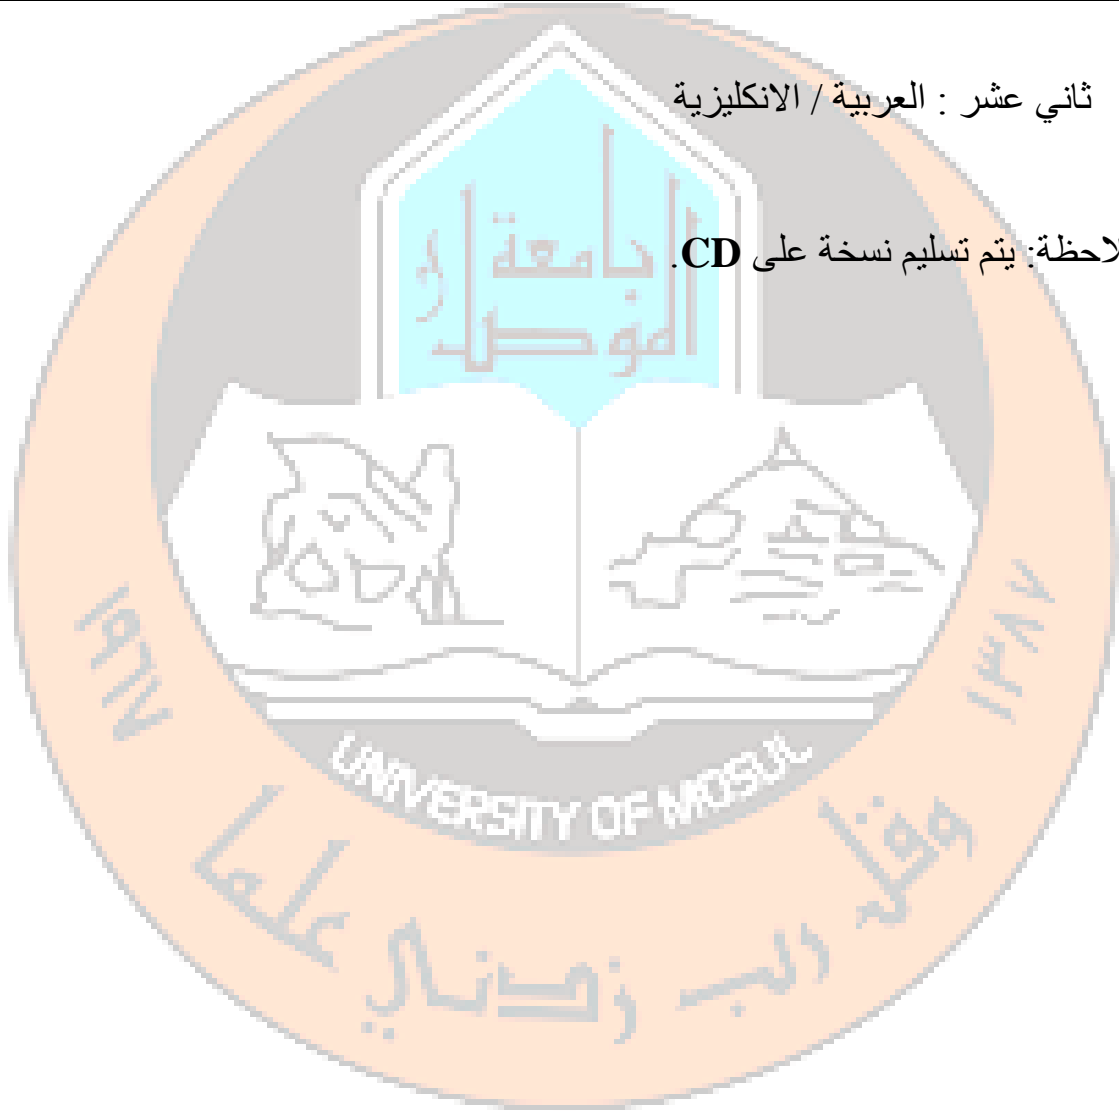 ثاني عشر : العربية / الانكليزية
لاحظة: يتم تسليم نسخة على CD.
جامعة
الموصل
١٩٦٧
١٣٨٧
UNIVERSITY OF MOSUL
وقل رب زدني علما